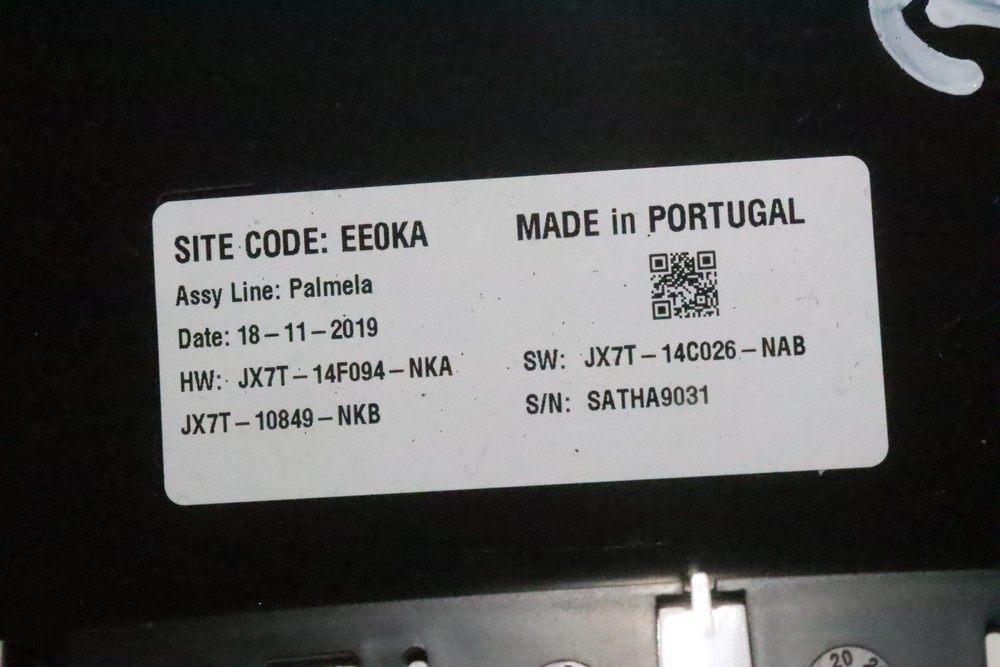 SITE CODE: EE0KA
MADE in PORTUGAL
Assy Line: Palmela
Date: 18-11-2019
HW: JX7T-14F094-NKA
SW: JX7T-14C026-NAB
JX7T-10849-NKB
S/N: SATHA9031
20